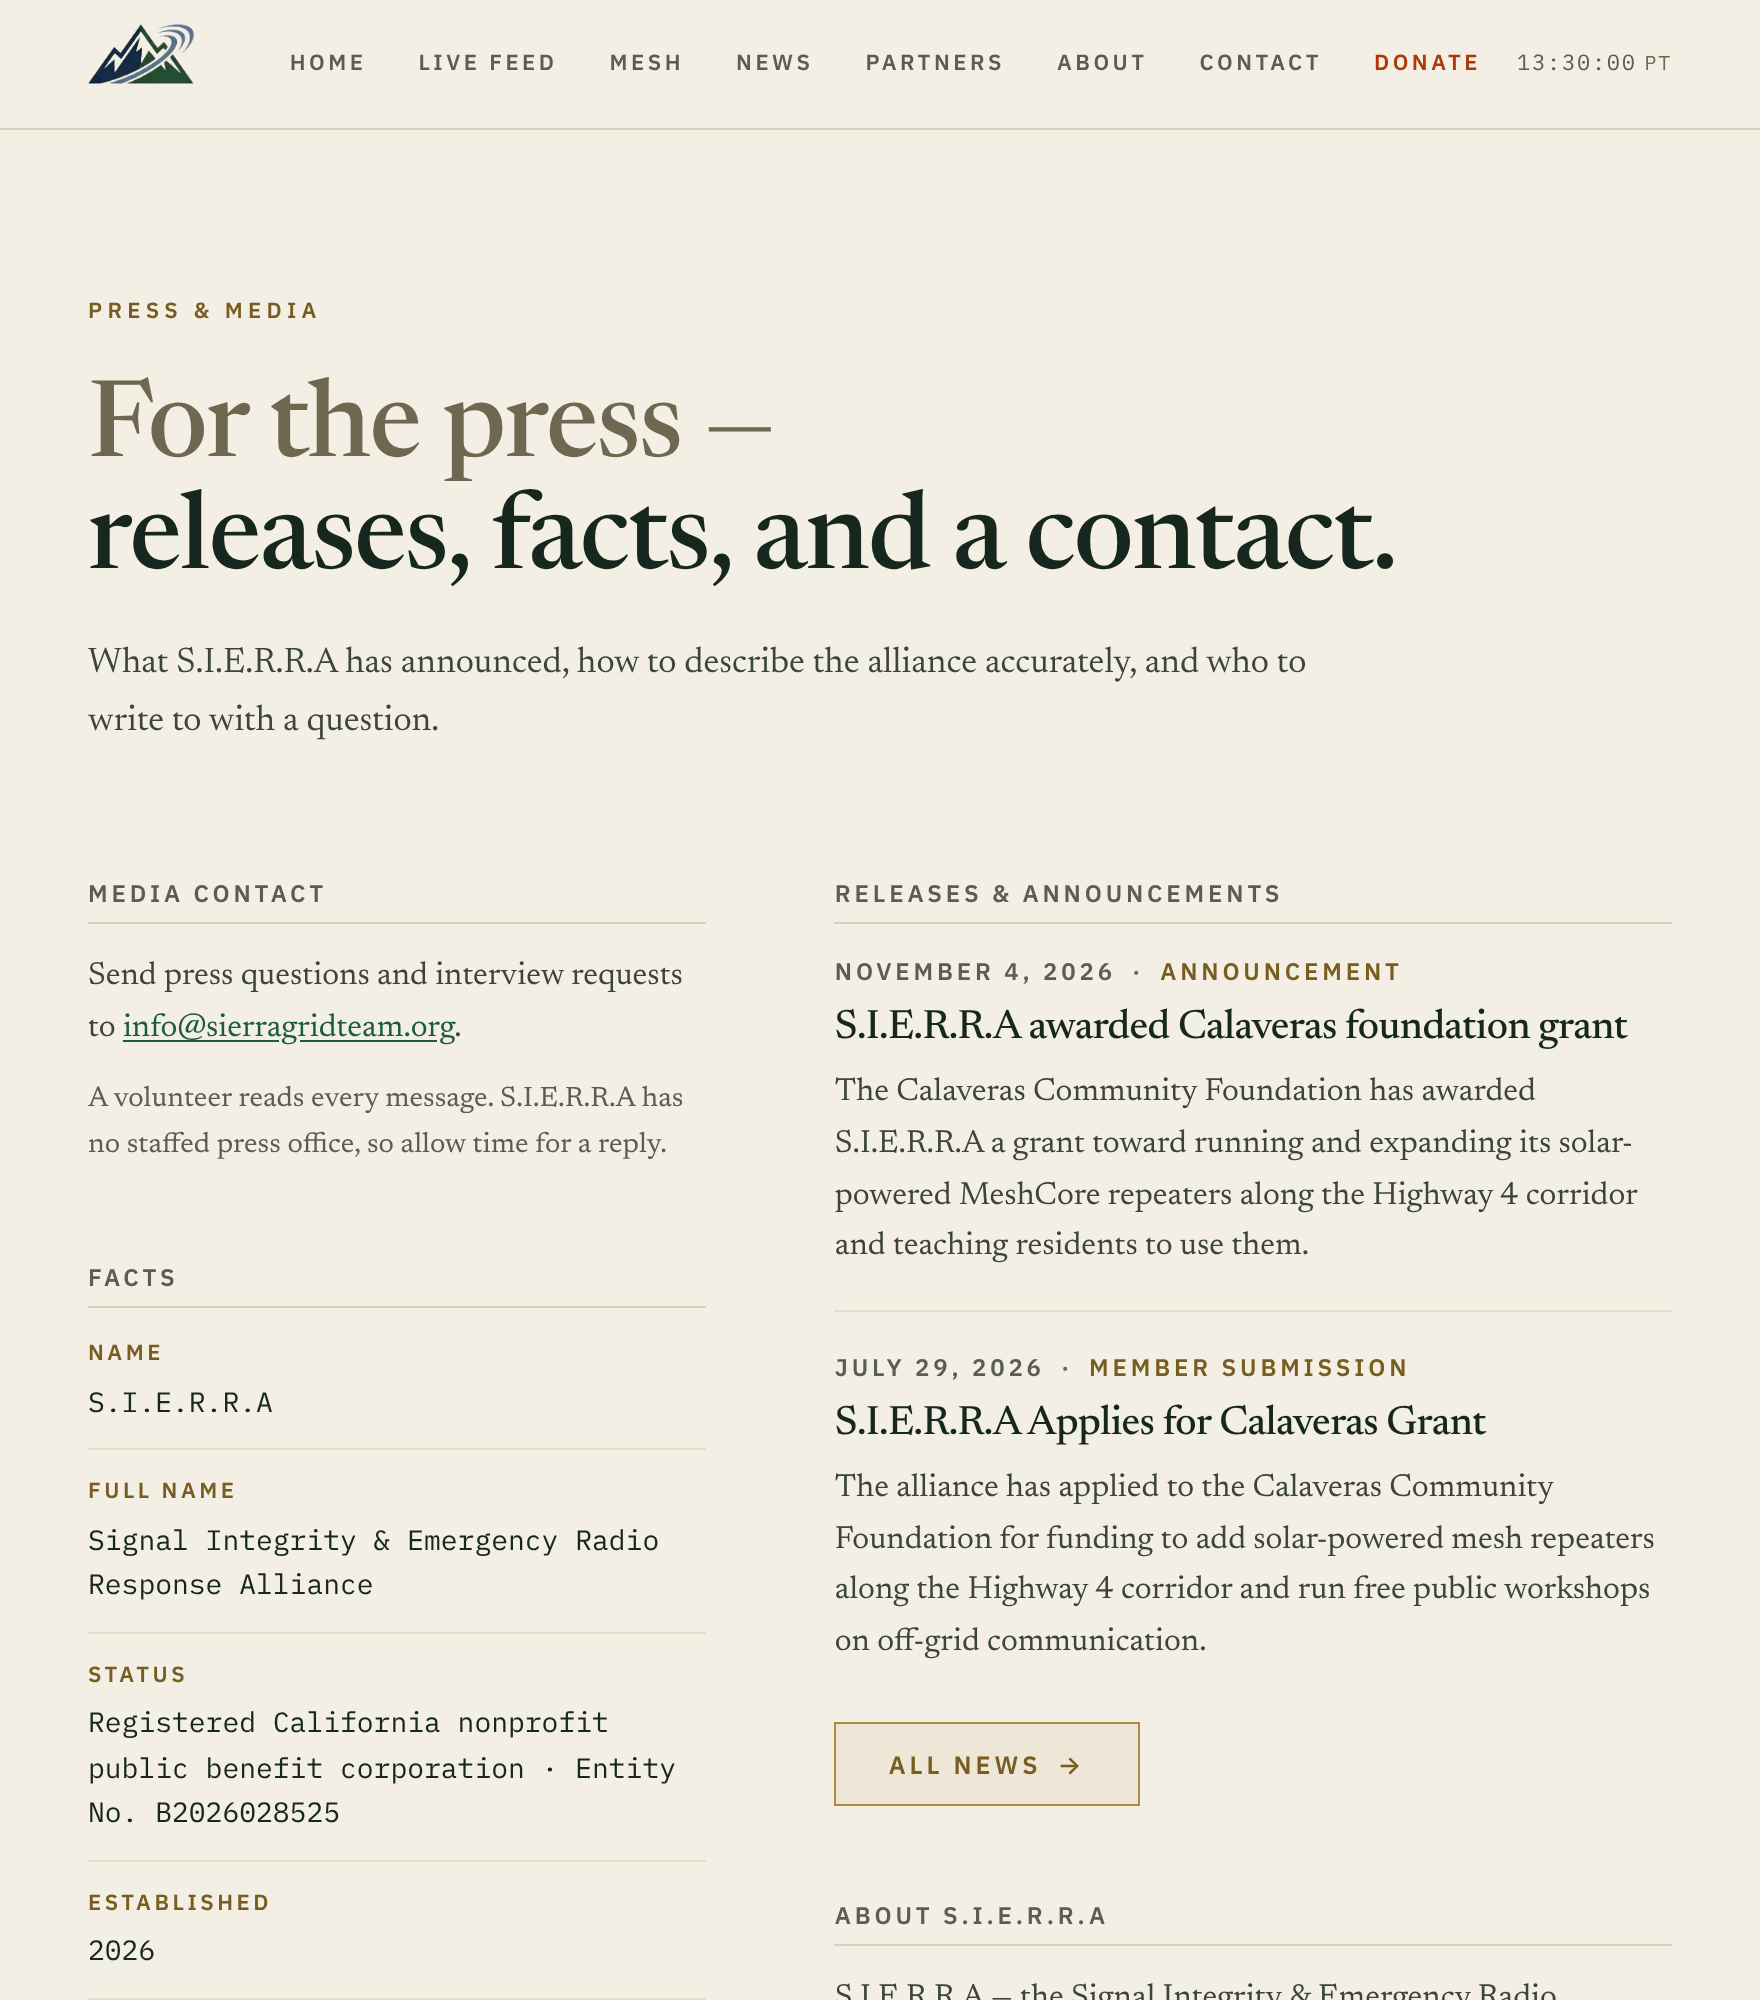 HOME LIVE FEED MESH NEWS PARTNERS ABOUT CONTACT DONATE 13:30:00 PT
PRESS & MEDIA
For the press —
releases, facts, and a contact.
What S.I.E.R.R.A has announced, how to describe the alliance accurately, and who to
write to with a question.
MEDIA CONTACT
Send press questions and interview requests
to info@sierragridteam.org.
A volunteer reads every message. S.I.E.R.R.A has
no staffed press office, so allow time for a reply.
FACTS
NAME
S.I.E.R.R.A
FULL NAME
Signal Integrity & Emergency Radio
Response Alliance
STATUS
Registered California nonprofit
public benefit corporation · Entity
No. B2026028525
ESTABLISHED
2026
RELEASES & ANNOUNCEMENTS
NOVEMBER 4, 2026 · ANNOUNCEMENT
S.I.E.R.R.A awarded Calaveras foundation grant
The Calaveras Community Foundation has awarded
S.I.E.R.R.A a grant toward running and expanding its solar-
powered MeshCore repeaters along the Highway 4 corridor
and teaching residents to use them.
JULY 29, 2026 · MEMBER SUBMISSION
S.I.E.R.R.A Applies for Calaveras Grant
The alliance has applied to the Calaveras Community
Foundation for funding to add solar-powered mesh repeaters
along the Highway 4 corridor and run free public workshops
on off-grid communication.
ALL NEWS →
ABOUT S.I.E.R.R.A
S.I.E.R.R.A — the Signal Integrity & Emergency Radio